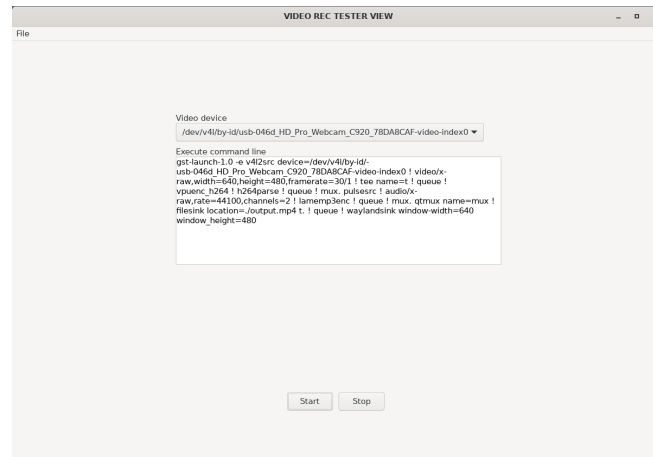 VIDEO REC TESTER VIEW
File
Video device
/dev/v4l/by-id/usb-046d_HD_Pro_Webcam_C920_78DA8CAF-video-index0
Execute command line
gst-launch-1.0 -e v4l2src device=/dev/v4l/by-id/-
usb-046d_HD_Pro_Webcam_C920_78DA8CAF-video-index0 ! video/x-
raw,width=640,height=480,framerate=30/1 ! tee name=t ! queue !
vpuenc_h264 ! h264parse ! queue ! mux. pulsesrc ! audio/x-
raw,rate=44100,channels=2 ! lamemp3enc ! queue ! mux. qtmux name=mux !
filesink location=./output.mp4 t. ! queue ! waylandsink window-width=640
window_height=480
Start Stop